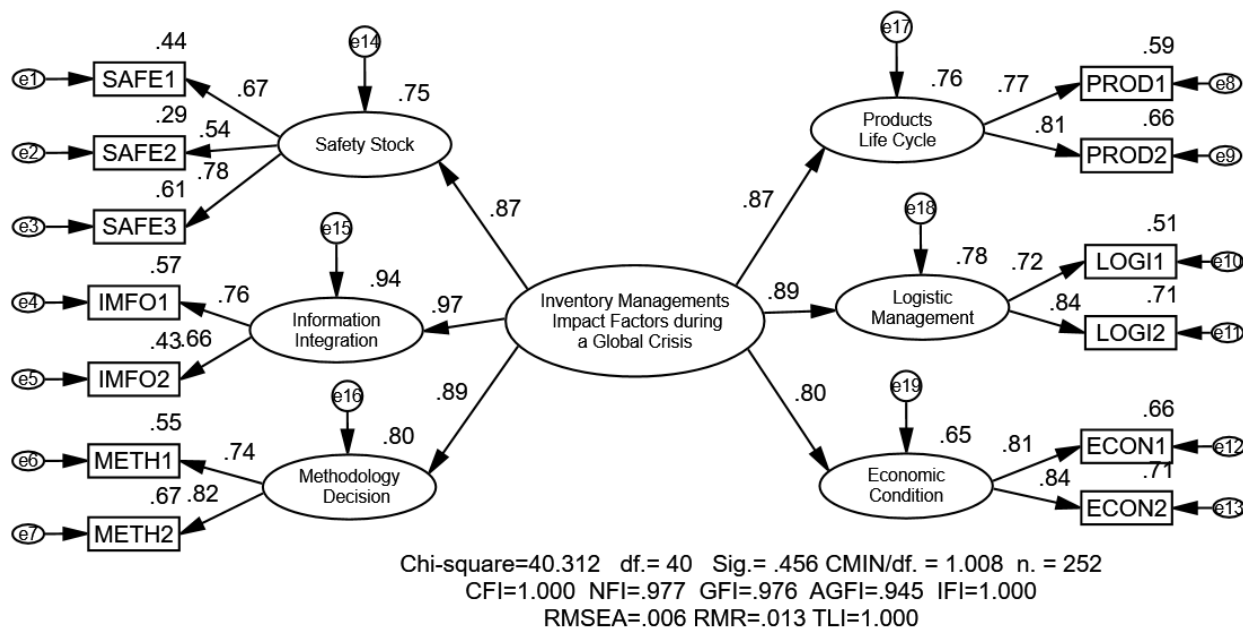 .44
e14
e17
.59
e1
SAFE1
.67
.75
.76
.77
PROD1
e8
.29
.54
Safety Stock
Products
Life Cycle
.81
.66
e2
SAFE2
.78
PROD2
e9
.61
e3
SAFE3
.87
.87
e15
e18
.51
.57
.94
.78
.72
LOGI1
e10
e4
IMFO1
.76
.97
Inventory Managements
Impact Factors during
a Global Crisis
.89
Information
Integration
Logistic
Management
.84
.71
.43
.66
LOGI2
e11
e5
IMFO2
.89
.80
e16
e19
.55
.80
.65
.66
e6
METH1
.74
.81
ECON1
e12
.67
.82
Methodology
Decision
Economic
Condition
.84
.71
e7
METH2
ECON2
e13
Chi-square=40.312 df.= 40 Sig.= .456 CMIN/df. = 1.008 n. = 252
CFI=1.000 NFI=.977 GFI=.976 AGFI=.945 IFI=1.000
RMSEA=.006 RMR=.013 TLI=1.000